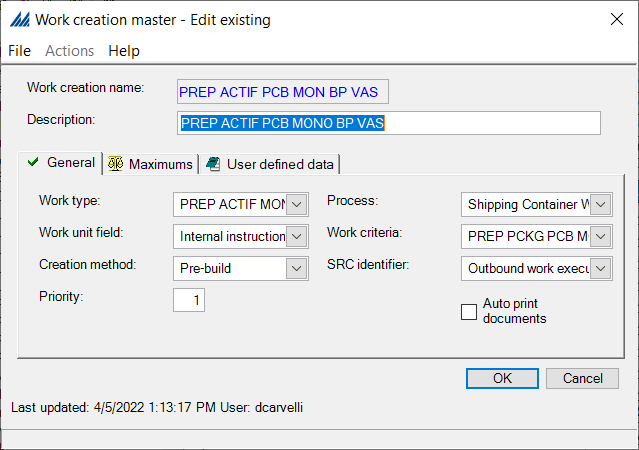 Work creation master - Edit existing
File Actions Help
Work creation name: PREP ACTIF PCB MON BP VAS
Description: PREP ACTIF PCB MONO BP VAS
General Maximums User defined data
Work type: PREP ACTIF MON Process: Shipping Container W
Work unit field: Internal instruction Work criteria: PREP PCKG PCB M
Creation method: Pre-build SRC identifier: Outbound work execu
Priority: 1 Auto print
documents
OK Cancel
Last updated: 4/5/2022 1:13:17 PM User: dcarvelli